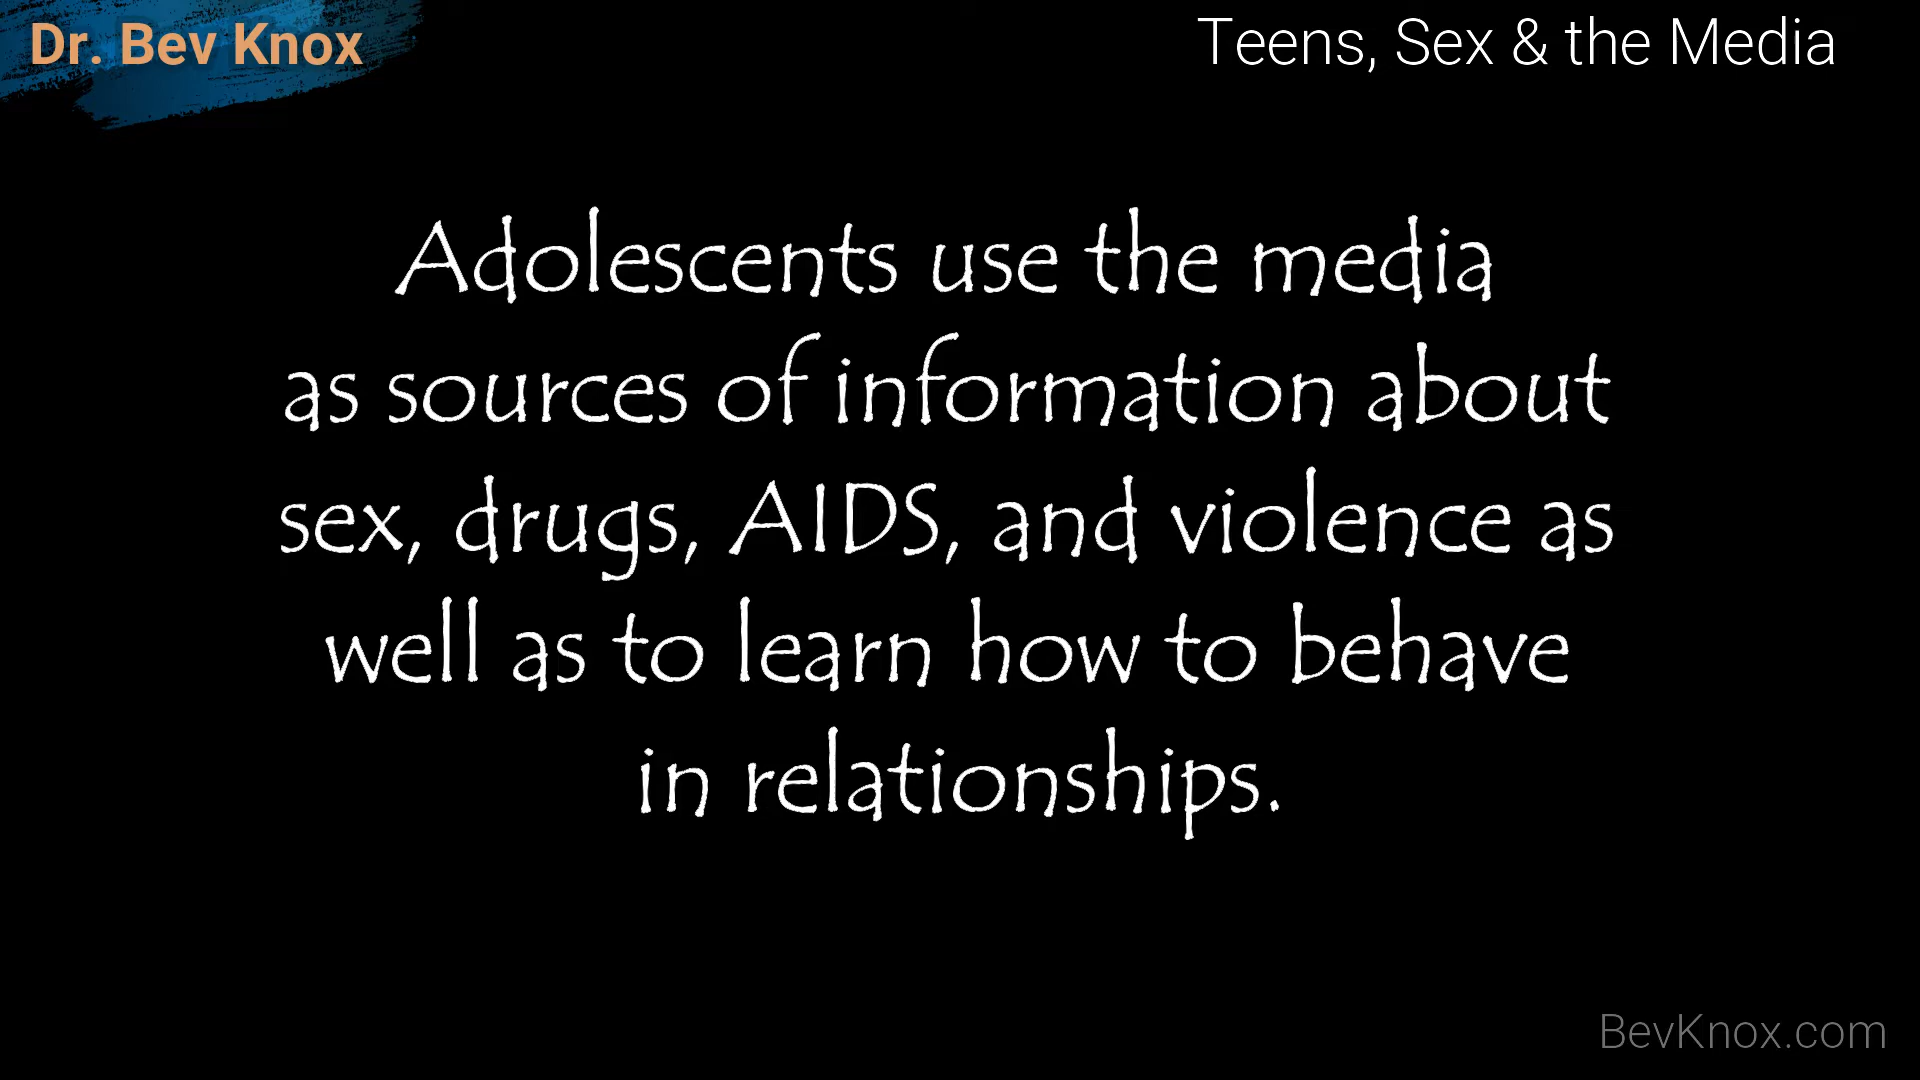 Dr. Bev Knox
Teens, Sex & the Media
Adolescents use the media
as sources of information about
sex, drugs, AIDS, and violence as
well as to learn how to behave
in relationships.
BevKnox.com